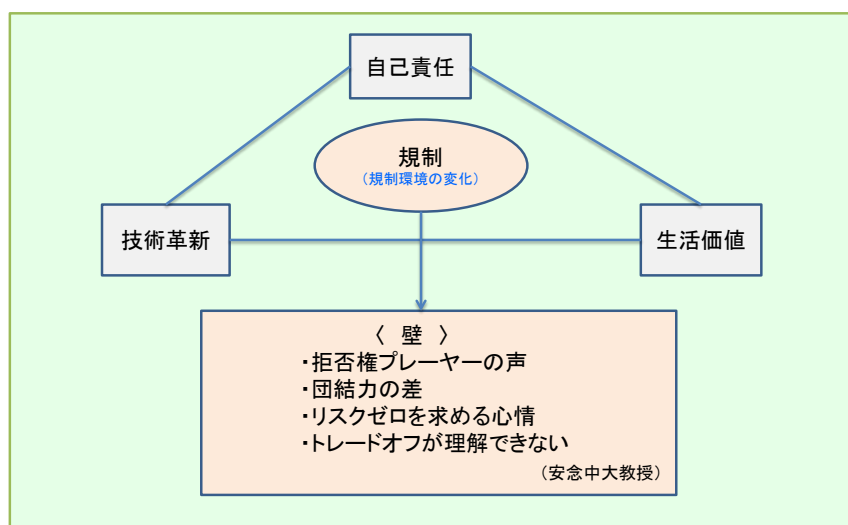 自己責任
規制
（規制環境の変化）
技術革新
生活価値
〈 壁 〉
・拒否権プレーヤーの声
・団結力の差
・リスクゼロを求める心情
・トレードオフが理解できない
（安念中大教授）